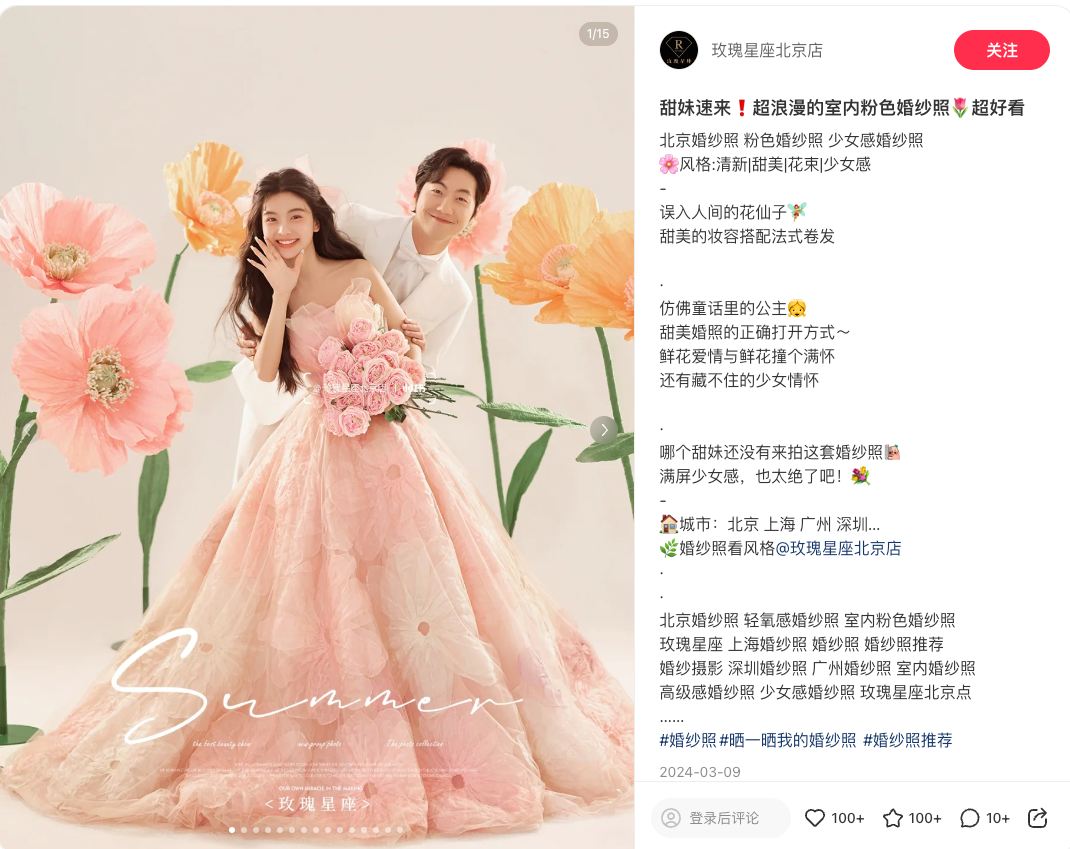 1/15
玫瑰星座北京店
关注
甜妹速来❗超浪漫的室内粉色婚纱照🌷超好看
北京婚纱照 粉色婚纱照 少女感婚纱照
🌸风格:清新|甜美|花束|少女感
-
误入人间的花仙子🧚
甜美的妆容搭配法式卷发
.
仿佛童话里的公主👧
甜美婚照的正确打开方式～
鲜花爱情与鲜花撞个满怀
还有藏不住的少女情怀
.
哪个甜妹还没有来拍这套婚纱照
满屏少女感，也太绝了吧！💐
-
🏠城市：北京 上海 广州 深圳...
🌿婚纱照看风格@玫瑰星座北京店
.
.
北京婚纱照 轻氧感婚纱照 室内粉色婚纱照
玫瑰星座 上海婚纱照 婚纱照 婚纱照推荐
婚纱摄影 深圳婚纱照 广州婚纱照 室内婚纱照
高级感婚纱照 少女感婚纱照 玫瑰星座北京点
......
#婚纱照 #晒一晒我的婚纱照 #婚纱照推荐
2024-03-09
登录后评论
100+
100+
10+
Summer
the best beauty show
new group photo
The photo collection
OUR OWN MIRACLE IN THE MAKING
<玫瑰星座>